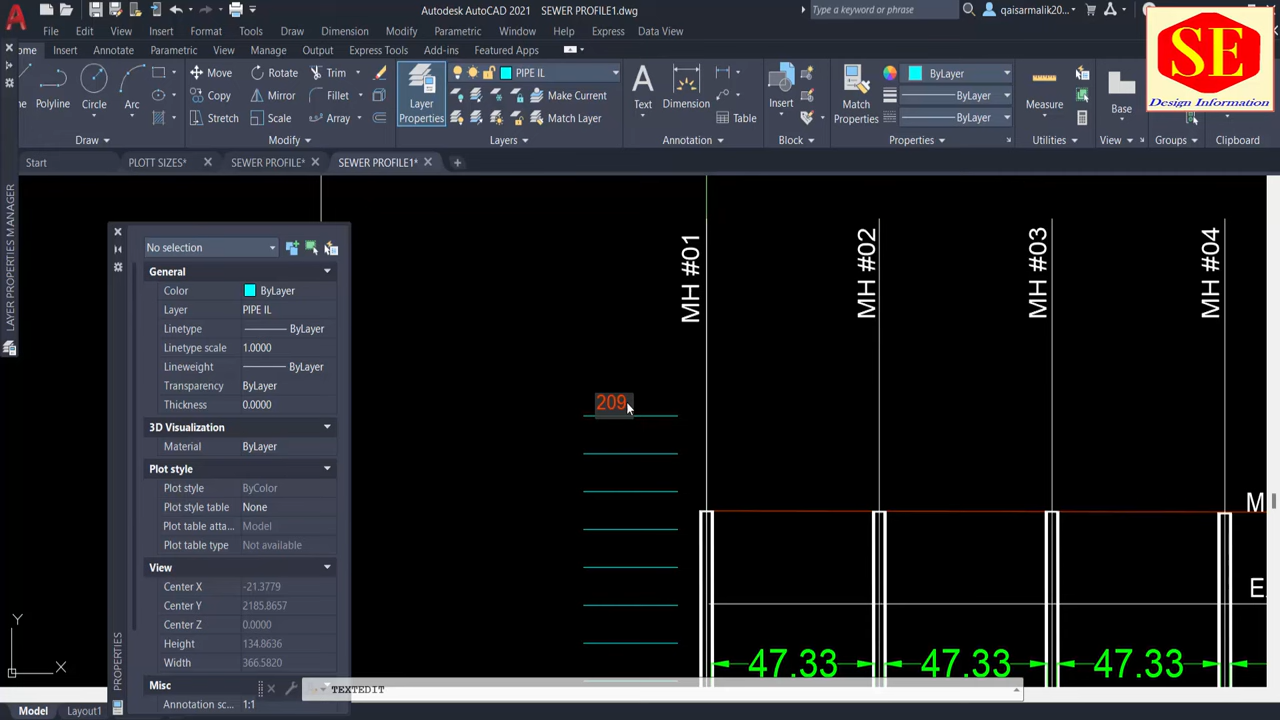 Autodesk AutoCAD 2021 SEWER PROFILE1.dwg
Type a keyword or phrase
qaisarmalik20...
File Edit View Insert Format Tools Draw Dimension Modify Parametric Window Help Express Data View
Insert Annotate Parametric View Manage Output Express Tools Add-ins Featured Apps
Polyline Circle Arc
Move Rotate Trim
Copy Mirror Fillet
Stretch Scale Array
Layer Properties
PIPE IL
Make Current
Match Layer
Text Dimension Table
Insert
Match Properties
ByLayer
ByLayer
ByLayer
Measure
Base
Draw Modify Layers Annotation Block Properties Utilities View Groups Clipboard
SE
Design Information
Start PLOTT SIZES* SEWER PROFILE* SEWER PROFILE1*
LAYER PROPERTIES MANAGER
No selection
General
Color ByLayer
Layer PIPE IL
Linetype ByLayer
Linetype scale 1.0000
Lineweight ByLayer
Transparency ByLayer
Thickness 0.0000
3D Visualization
Material ByLayer
Plot style
Plot style ByColor
Plot style table None
Plot table atta... Model
Plot table type Not available
View
Center X -21.3779
Center Y 2185.8657
Center Z 0.0000
Height 134.8636
Width 366.5820
Misc
Annotation sc... 1:1
PROPERTIES
MH #01
MH #02
MH #03
MH #04
209
M
E
47.33 47.33 47.33
Y
X
TEXTEDIT
Model Layout1